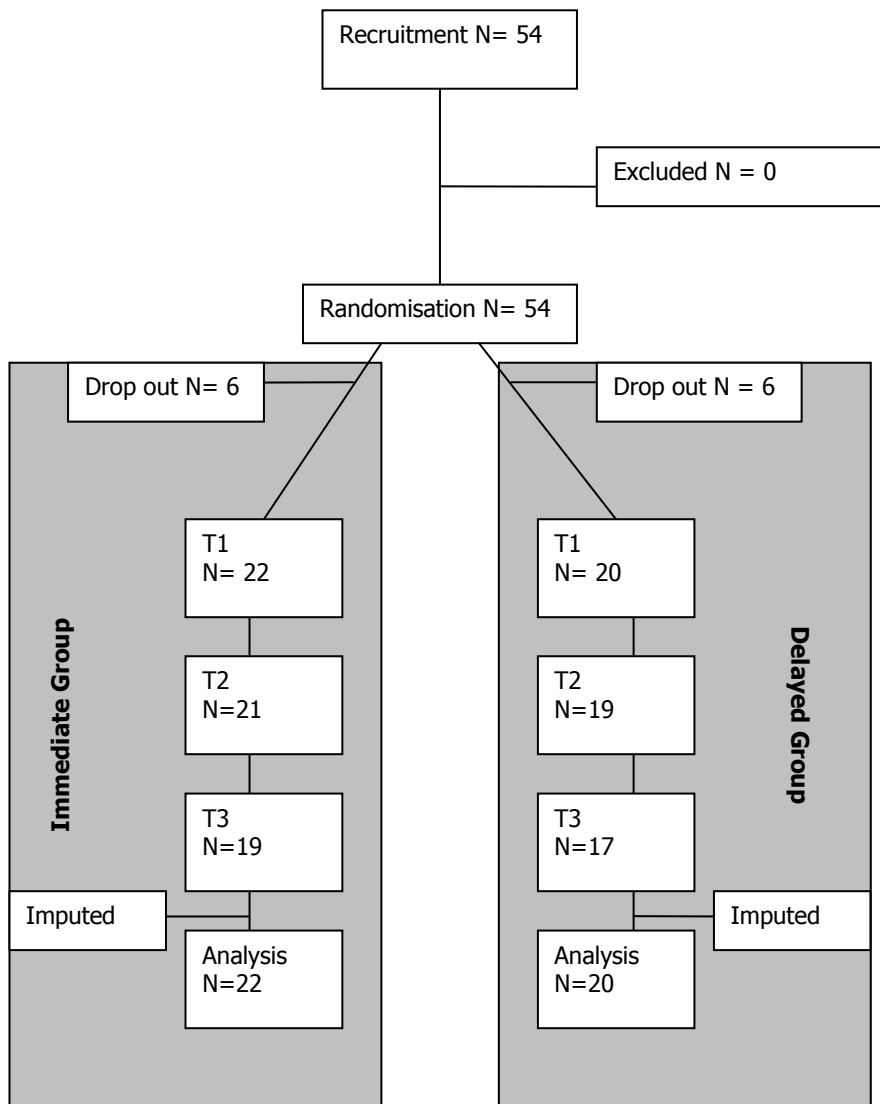 Recruitment N= 54
Excluded N = 0
Randomisation N= 54
Drop out N= 6
Drop out N = 6
Immediate Group
T1
N= 22
T2
N=21
T3
N=19
Imputed
Analysis
N=22
Delayed Group
T1
N= 20
T2
N=19
T3
N=17
Imputed
Analysis
N=20